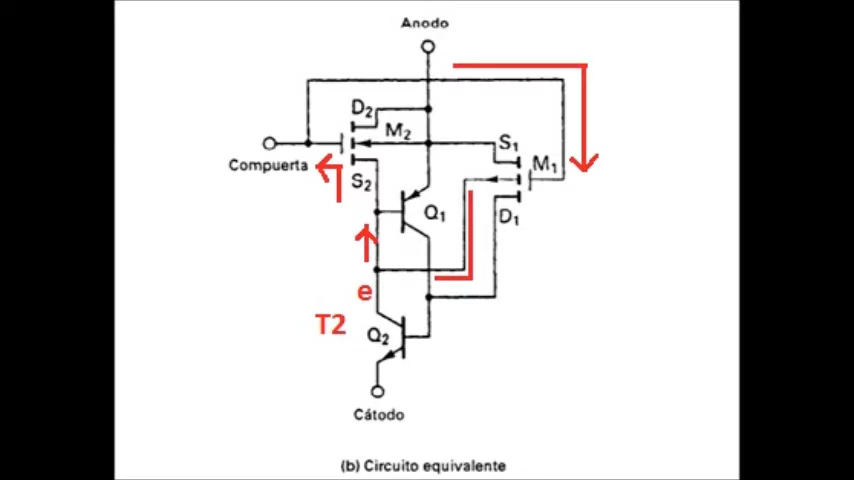 Anodo
D2
M2
S1
M1
Compuerta
S2
Q1
D1
e
T2
Q2
Cátodo
(b) Circuito equivalente